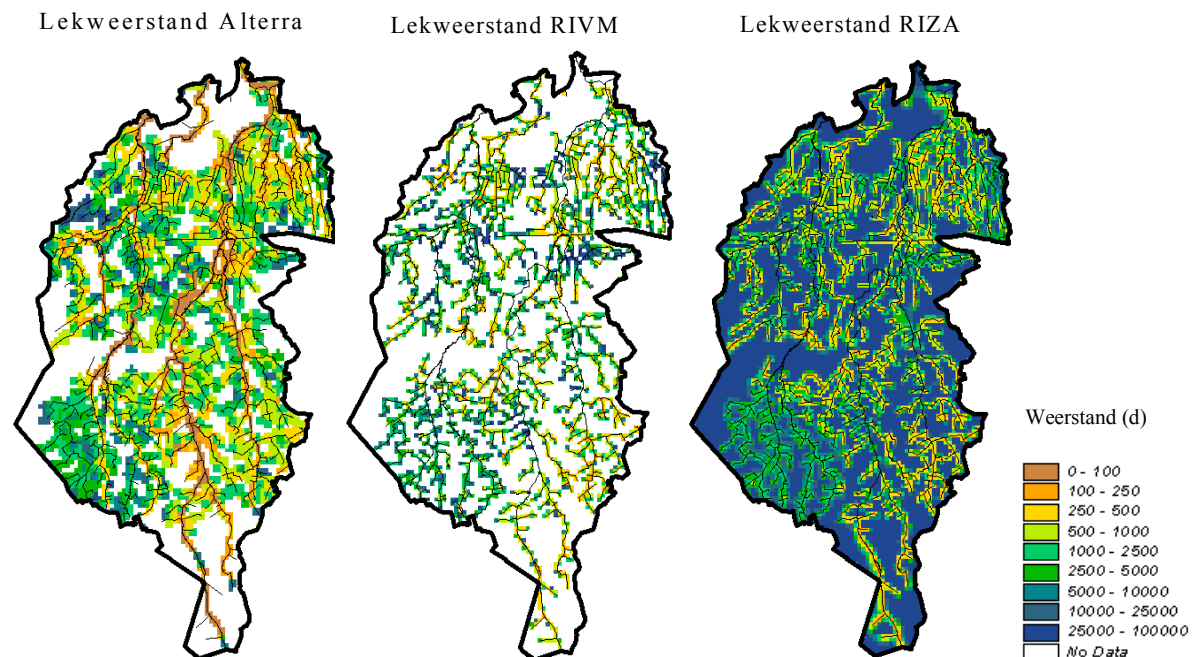 Lekweerstand Alterra
Lekweerstand RIVM
Lekweerstand RIZA
Weerstand (d)
0 - 100
100 - 250
250 - 500
500 - 1000
1000 - 2500
2500 - 5000
5000 - 10000
10000 - 25000
25000 - 100000
No Data